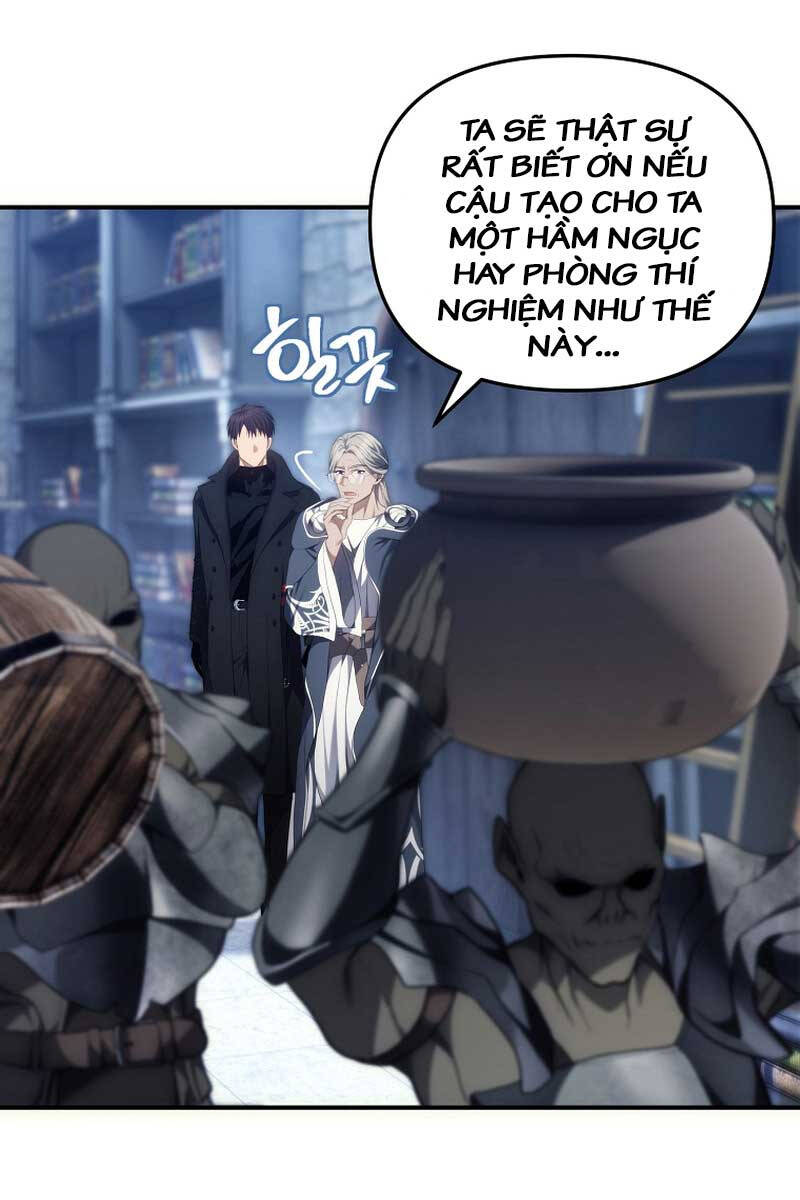 TA SẼ THẬT SỰ
RẤT BIẾT ƠN NẾU
CẬU TẠO CHO TA
MỘT HẦM NGỤC
HAY PHÒNG THÍ
NGHIỆM NHƯ THẾ
NÀY...
힐끗